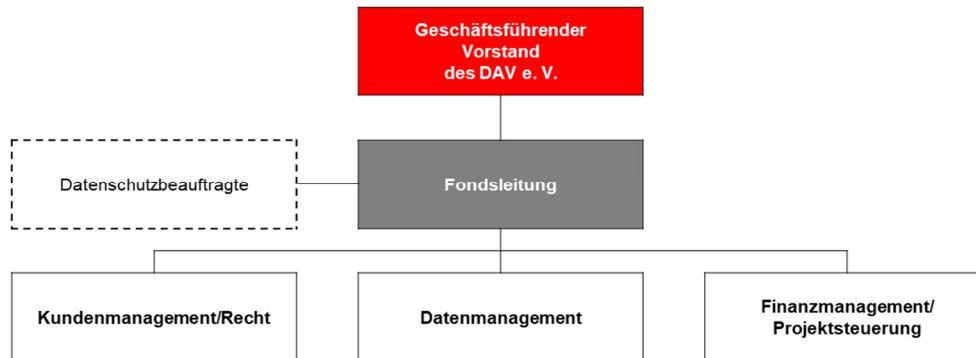 Geschäftsführender
Vorstand
des DAV e. V.
Datenschutzbeauftragte
Fondsleitung
Kundenmanagement/Recht
Datenmanagement
Finanzmanagement/
Projektsteuerung